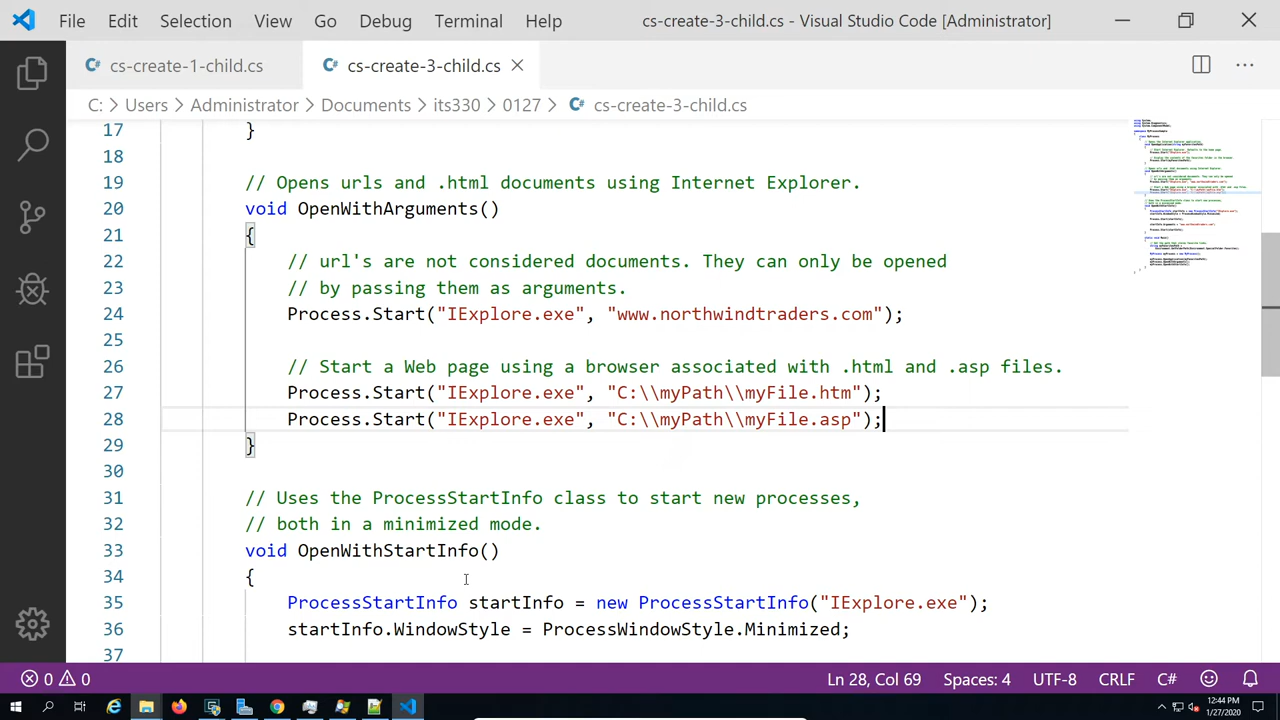 File Edit Selection View Go Debug Terminal Help cs-create-3-child.cs - Visual Studio Code [Administrator]
cs-create-1-child.cs cs-create-3-child.cs
C: > Users > Administrator > Documents > its330 > 0127 > cs-create-3-child.cs
17 }
18
19 // Opens urls and .html documents using Internet Explorer.
20 void OpenWithArguments()
21 {
22 // url's are not considered documents. They can only be opened
23 // by passing them as arguments.
24 Process.Start("IExplore.exe", "www.northwindtraders.com");
25
26 // Start a Web page using a browser associated with .html and .asp files.
27 Process.Start("IExplore.exe", "C:\\myPath\\myFile.htm");
28 Process.Start("IExplore.exe", "C:\\myPath\\myFile.asp");
29 }
30
31 // Uses the ProcessStartInfo class to start new processes,
32 // both in a minimized mode.
33 void OpenWithStartInfo()
34 {
35 ProcessStartInfo startInfo = new ProcessStartInfo("IExplore.exe");
36 startInfo.WindowStyle = ProcessWindowStyle.Minimized;
37
0 0 Ln 28, Col 69 Spaces: 4 UTF-8 CRLF C#
12:44 PM
1/27/2020